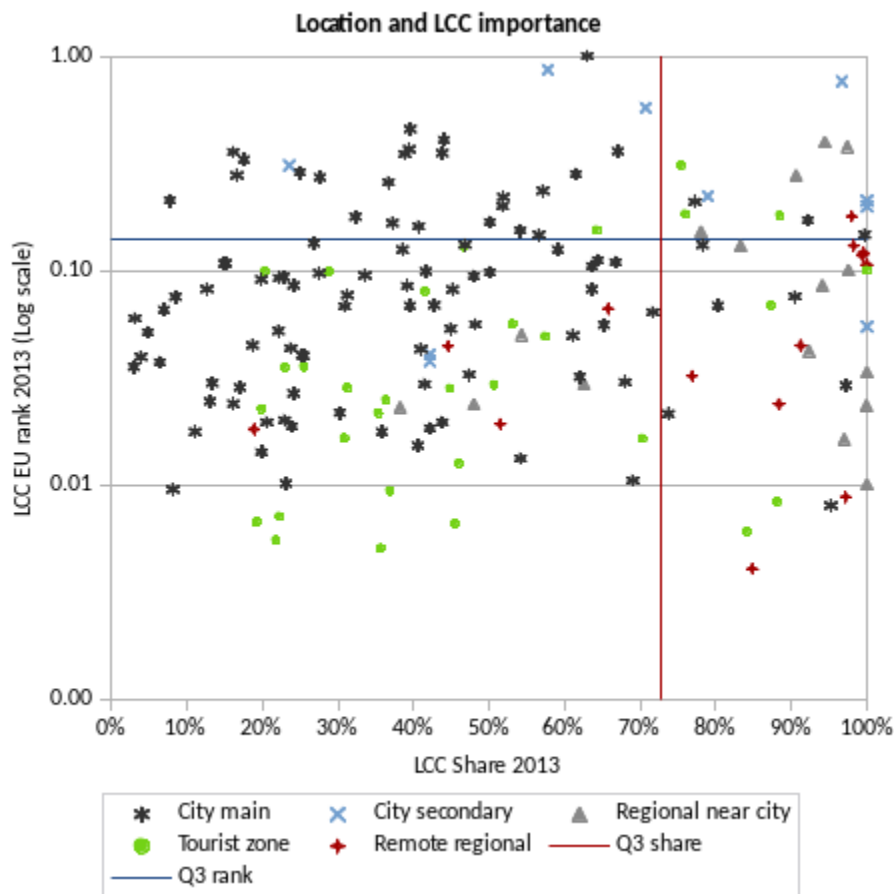 Location and LCC importance
1.00
0.10
0.01
0.00
LCC EU rank 2013 (Log scale)
0% 10% 20% 30% 40% 50% 60% 70% 80% 90% 100%
LCC Share 2013
City main City secondary Regional near city
Tourist zone Remote regional Q3 share
Q3 rank